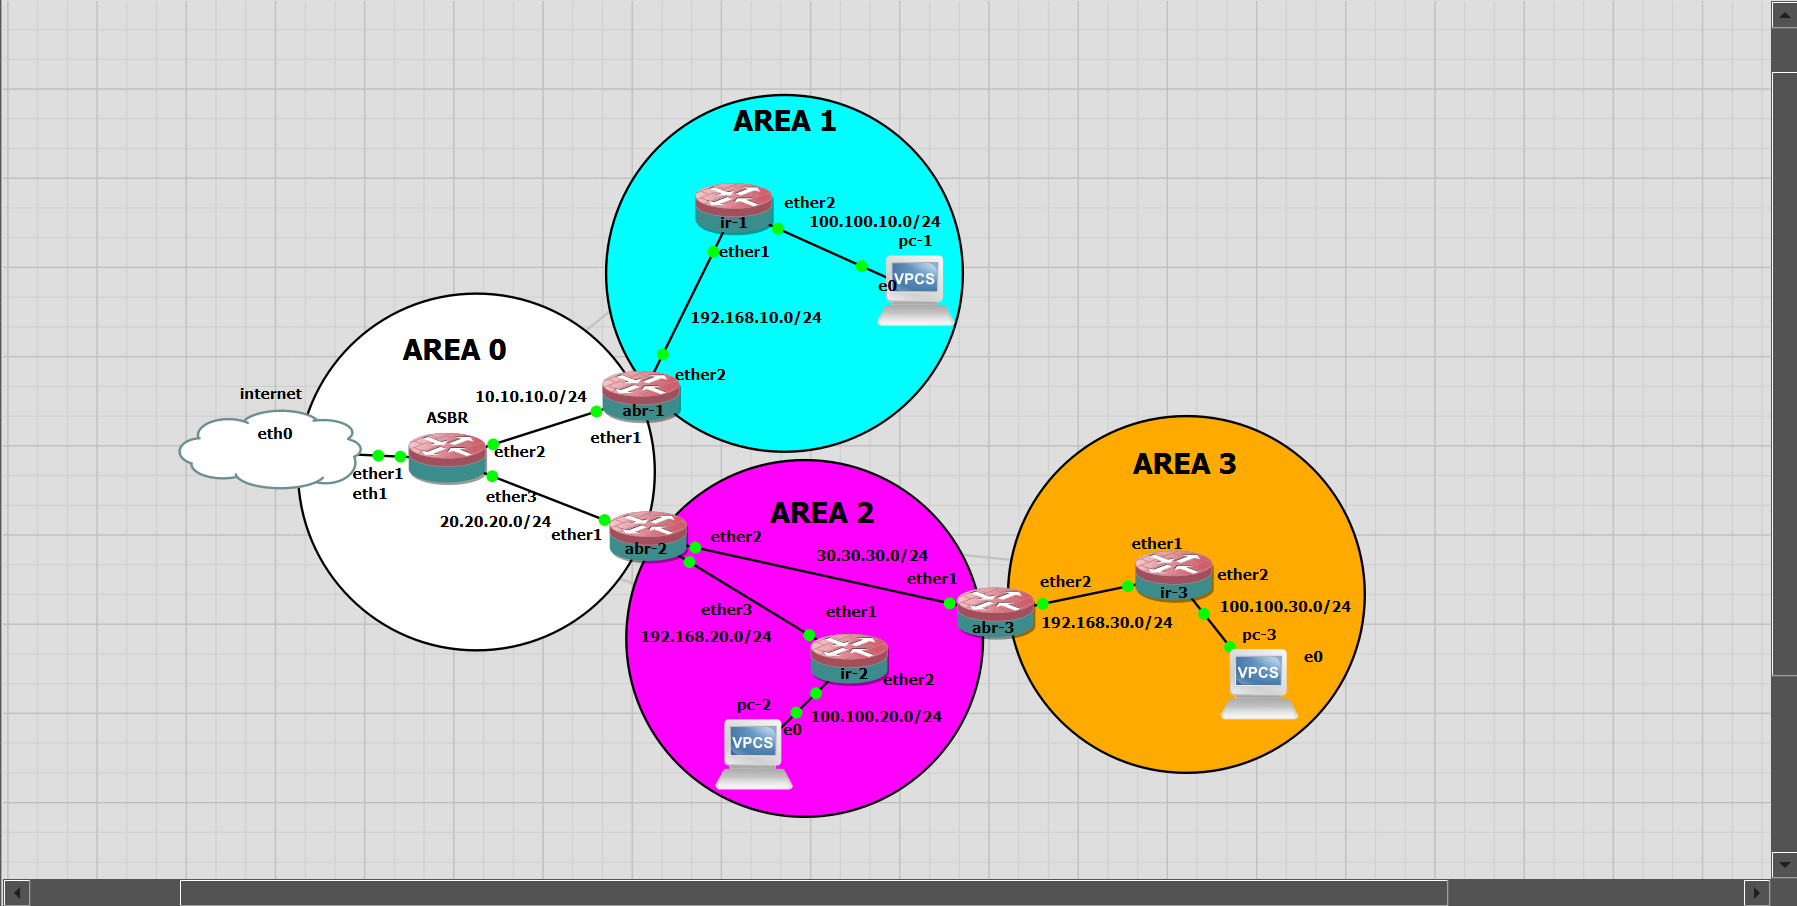 AREA 1
ether2
100.100.10.0/24
ir-1
pc-1
ether1
VPCS
e0
192.168.10.0/24
AREA 0
ether2
internet
10.10.10.0/24
abr-1
ASBR
eth0
ether1
ether2
ether1
eth1
ether3
20.20.20.0/24
ether1
AREA 2
abr-2
ether2
30.30.30.0/24
ether1
ether3
ether1
192.168.20.0/24
ir-2
ether2
pc-2
100.100.20.0/24
e0
VPCS
AREA 3
ether1
ether2
ether2
ir-3
100.100.30.0/24
abr-3
192.168.30.0/24
pc-3
e0
VPCS